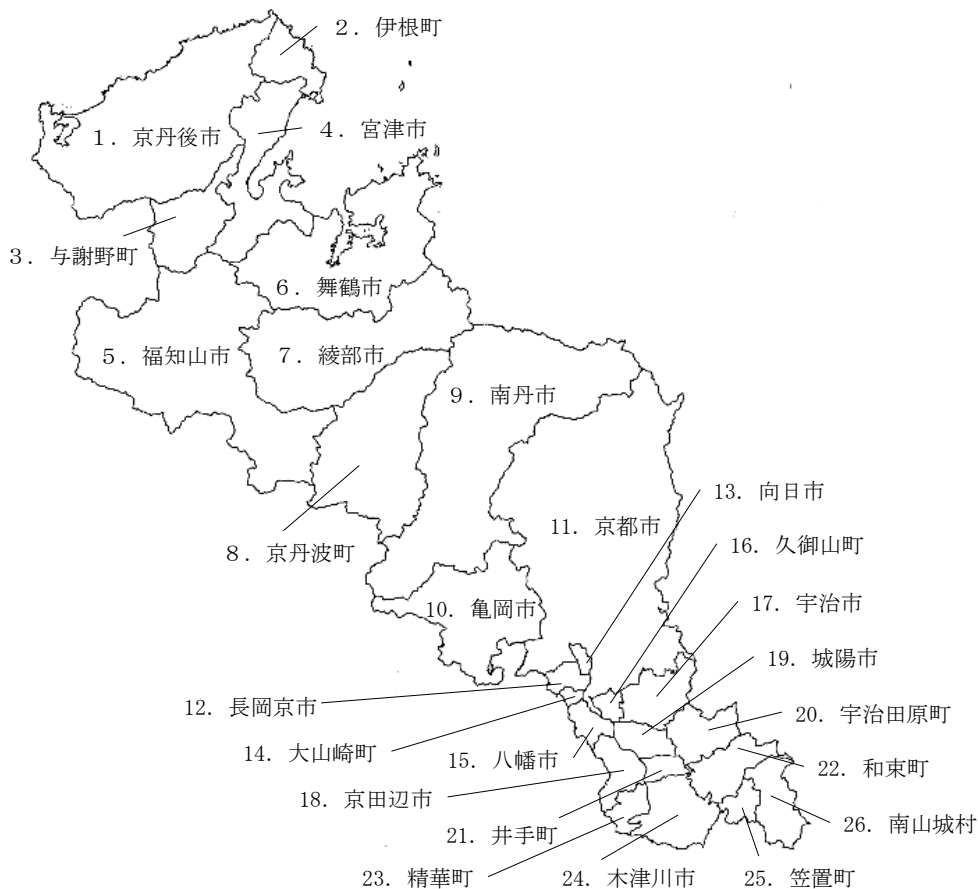 ２．伊根町
１．京丹後市
４．宮津市
３．与謝野町
６．舞鶴市
５．福知山市
７．綾部市
９．南丹市
13．向日市
11．京都市
16．久御山町
８．京丹波町
17．宇治市
10．亀岡市
19．城陽市
12．長岡京市
20．宇治田原町
14．大山崎町
15．八幡市
22．和束町
18．京田辺市
26．南山城村
21．井手町
23．精華町
24．木津川市
25．笠置町